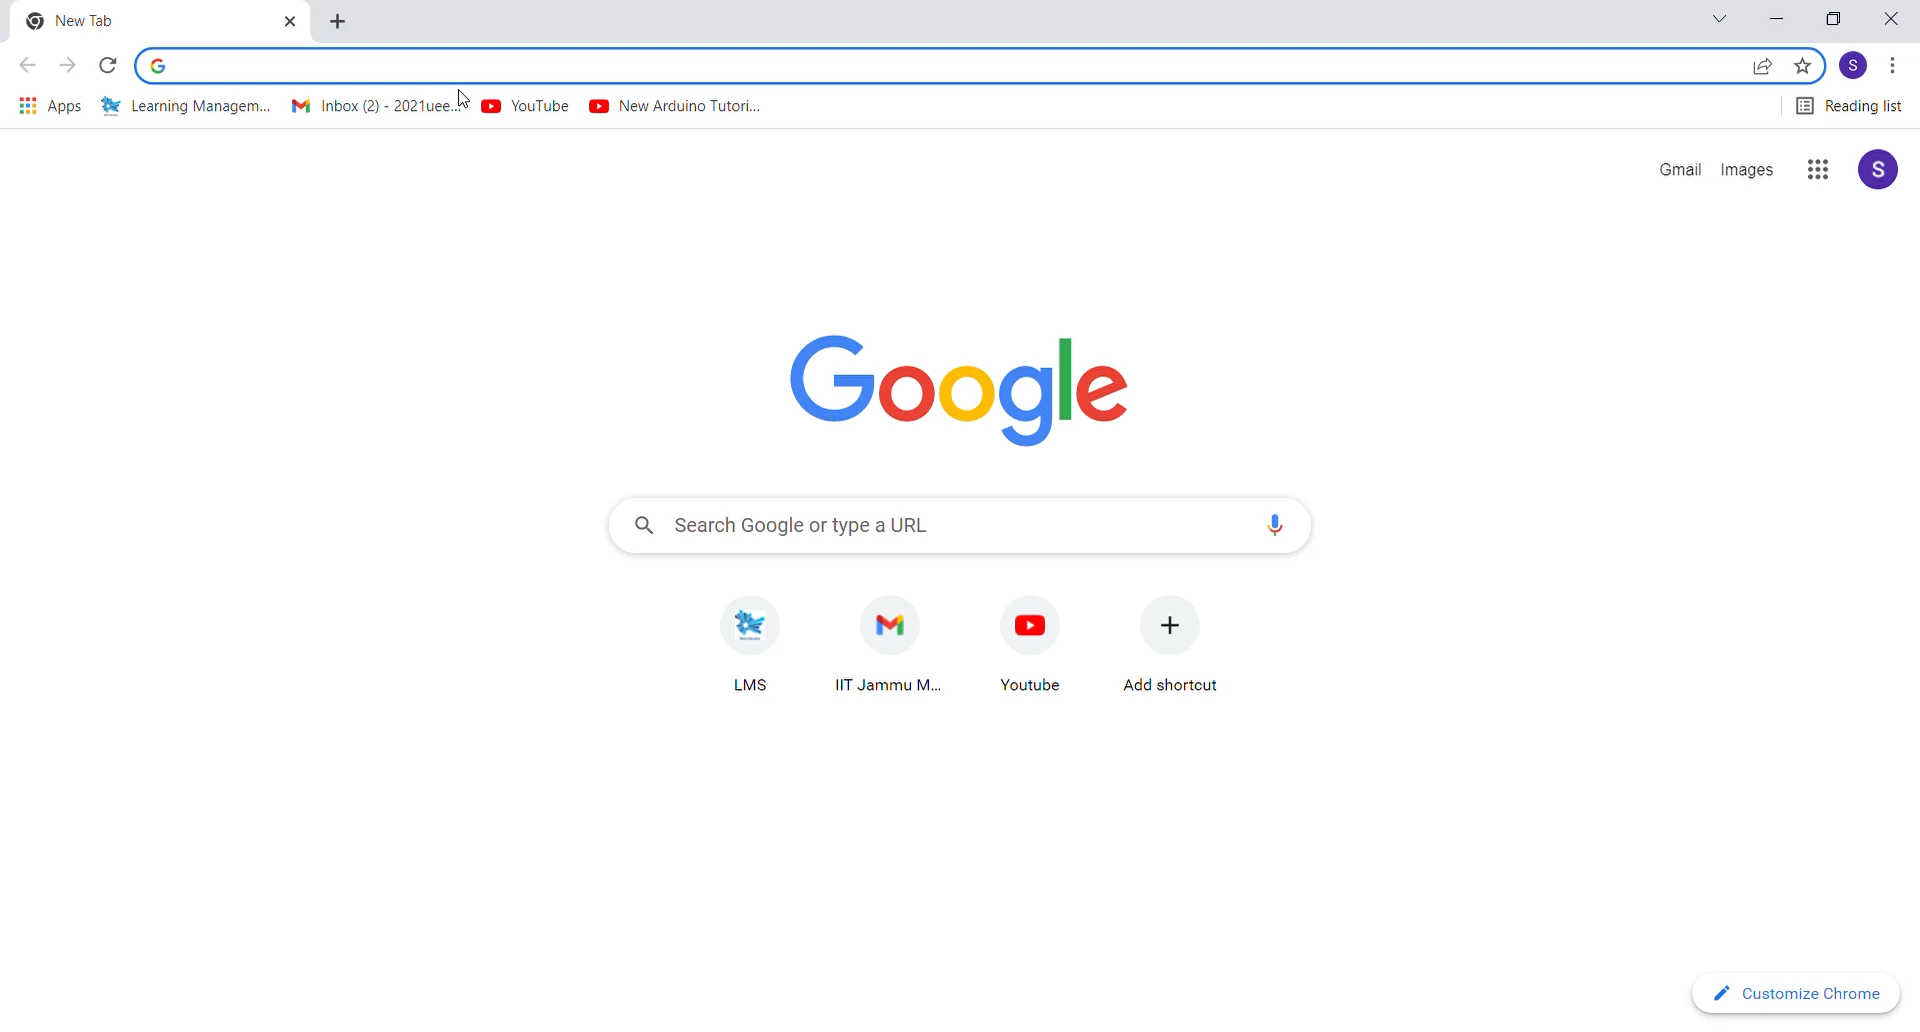 New Tab
Apps Learning Managem... Inbox (2) - 2021uee... YouTube New Arduino Tutori... Reading list
Gmail Images S
S
Google
Search Google or type a URL
LMS IIT Jammu M... Youtube Add shortcut
Customize Chrome